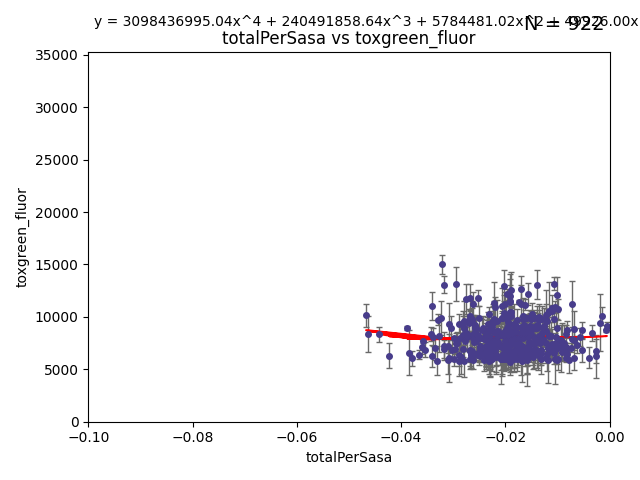 y = 3098436995.04x^4 + 240491858.64x^3 + 5784481.02x^2 + 49926.00x
N = 922
totalPerSasa vs toxgreen_fluor
35000
30000
25000
20000
15000
10000
5000
0
toxgreen_fluor
−0.10 −0.08 −0.06 −0.04 −0.02 0.00
totalPerSasa